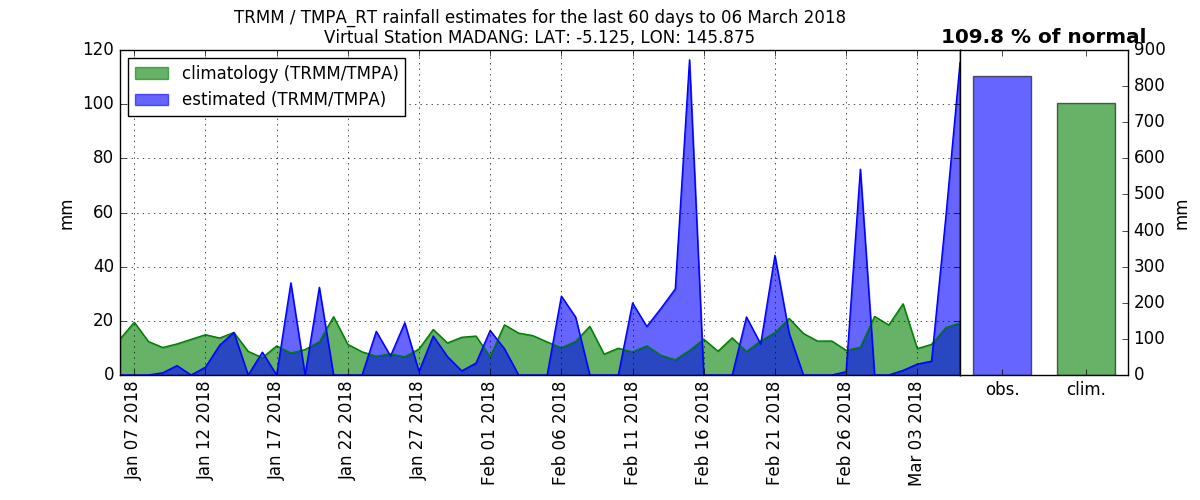 TRMM / TMPA_RT rainfall estimates for the last 60 days to 06 March 2018
Virtual Station MADANG: LAT: -5.125, LON: 145.875
109.8 % of normal
climatology (TRMM/TMPA)
estimated (TRMM/TMPA)
120
100
80
60
40
20
0
mm
900
800
700
600
500
400
300
200
100
0
mm
Jan 07 2018
Jan 12 2018
Jan 17 2018
Jan 22 2018
Jan 27 2018
Feb 01 2018
Feb 06 2018
Feb 11 2018
Feb 16 2018
Feb 21 2018
Feb 26 2018
Mar 03 2018
obs.
clim.